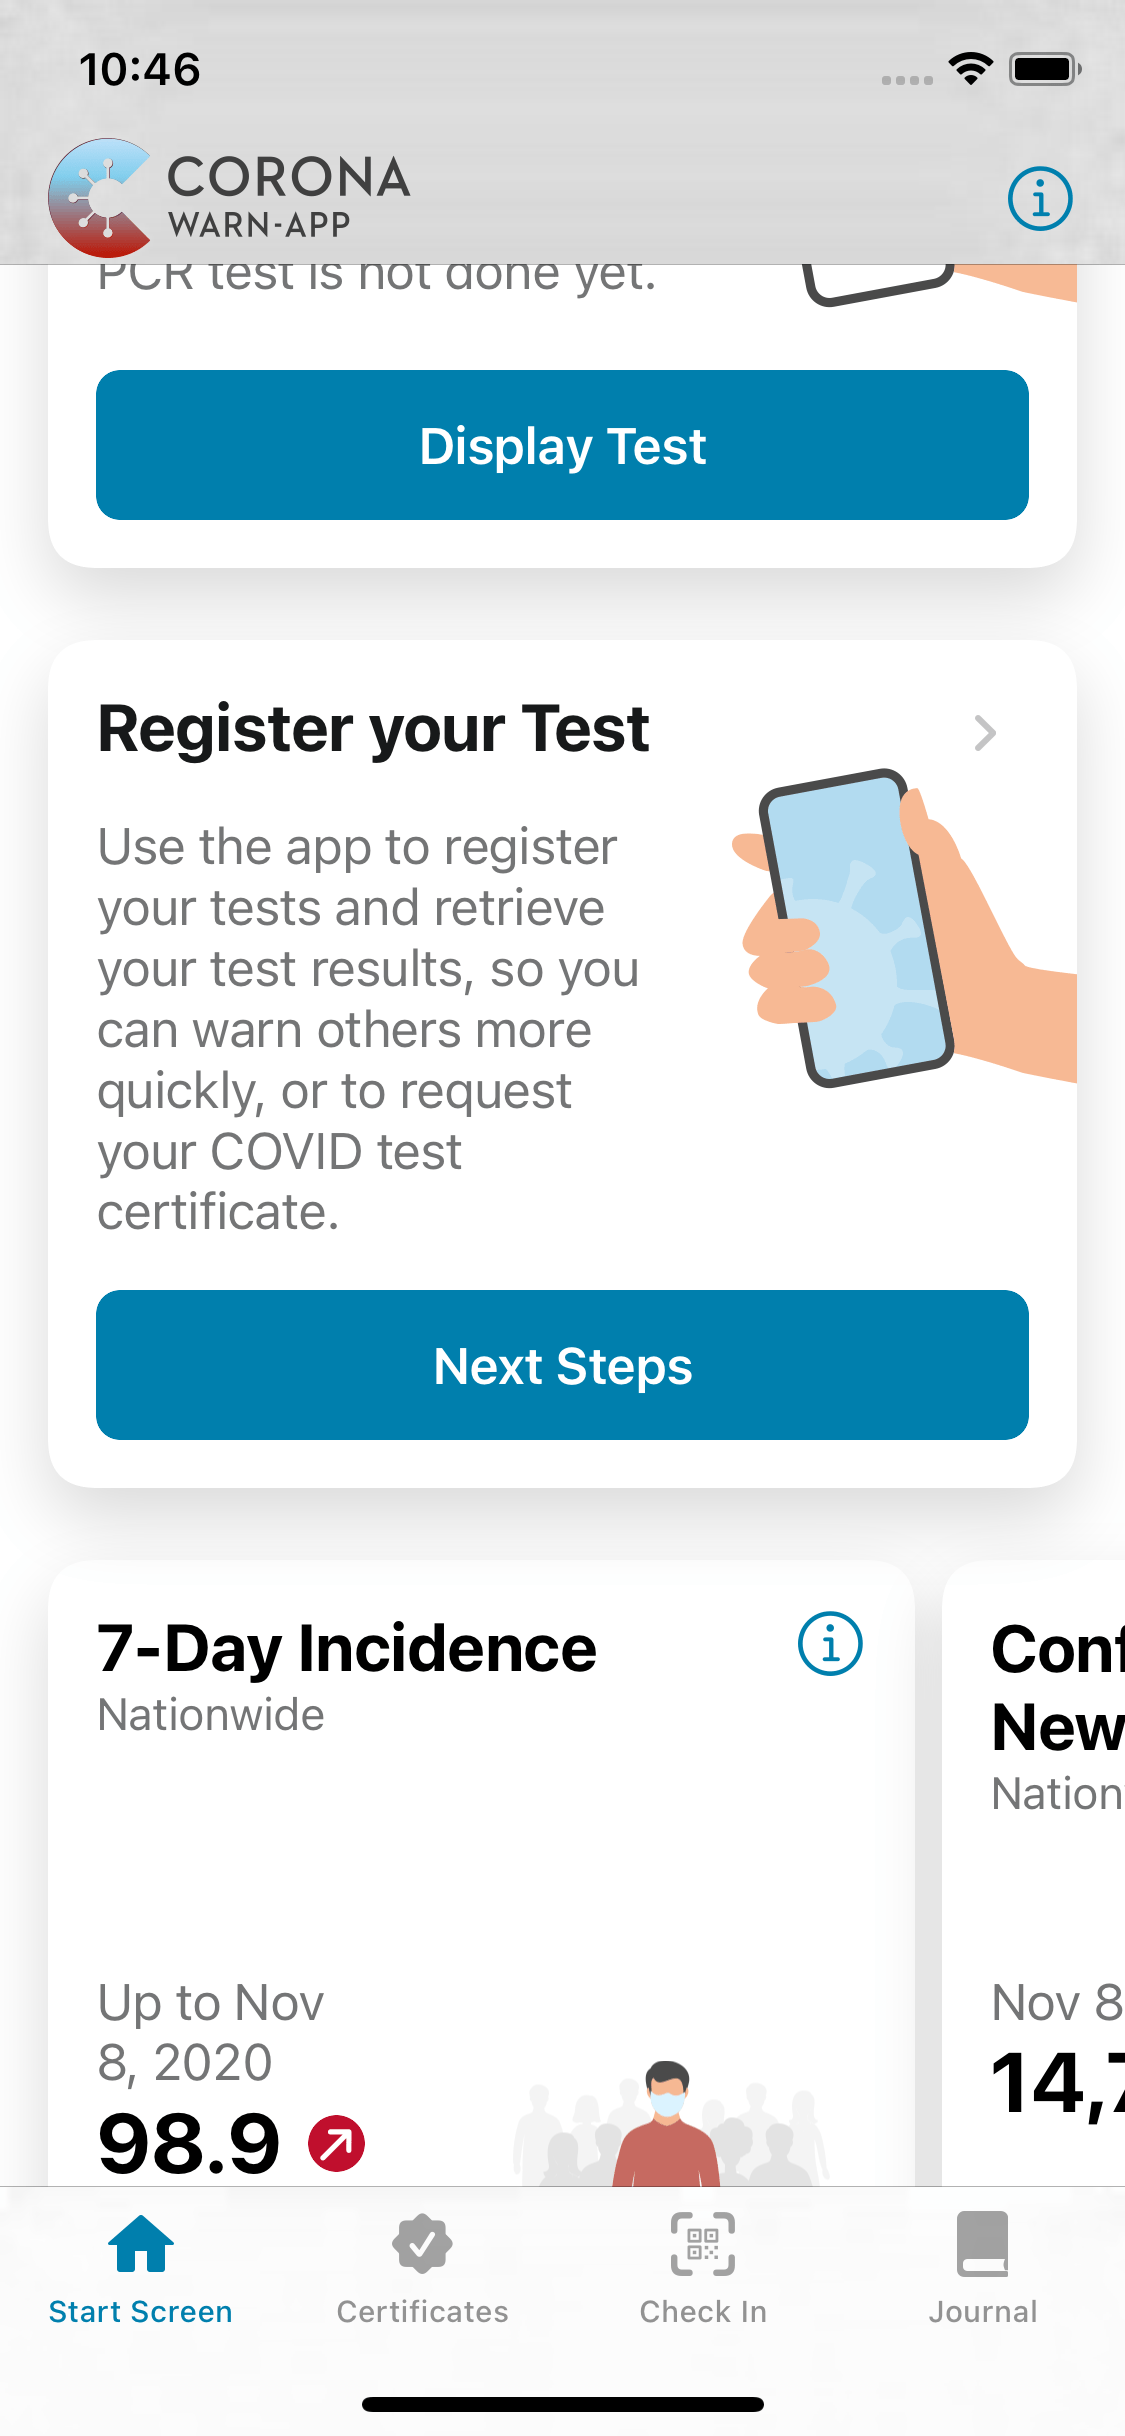 10:46
CORONA
WARN-APP
PCR test is not done yet.
Display Test
Register your Test
Use the app to register
your tests and retrieve
your test results, so you
can warn others more
quickly, or to request
your COVID test
certificate.
Next Steps
7-Day Incidence
Nationwide
Up to Nov
8, 2020
98.9
Conf
New
Nation
Nov 8
14,7
Start Screen
Certificates
Check In
Journal